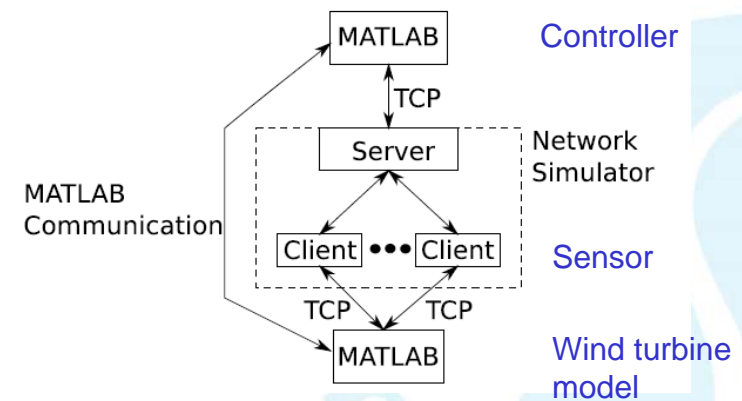 MATLAB
Controller
TCP
Server
Network
Simulator
MATLAB
Communication
Client ••• Client
Sensor
TCP TCP
MATLAB
Wind turbine
model